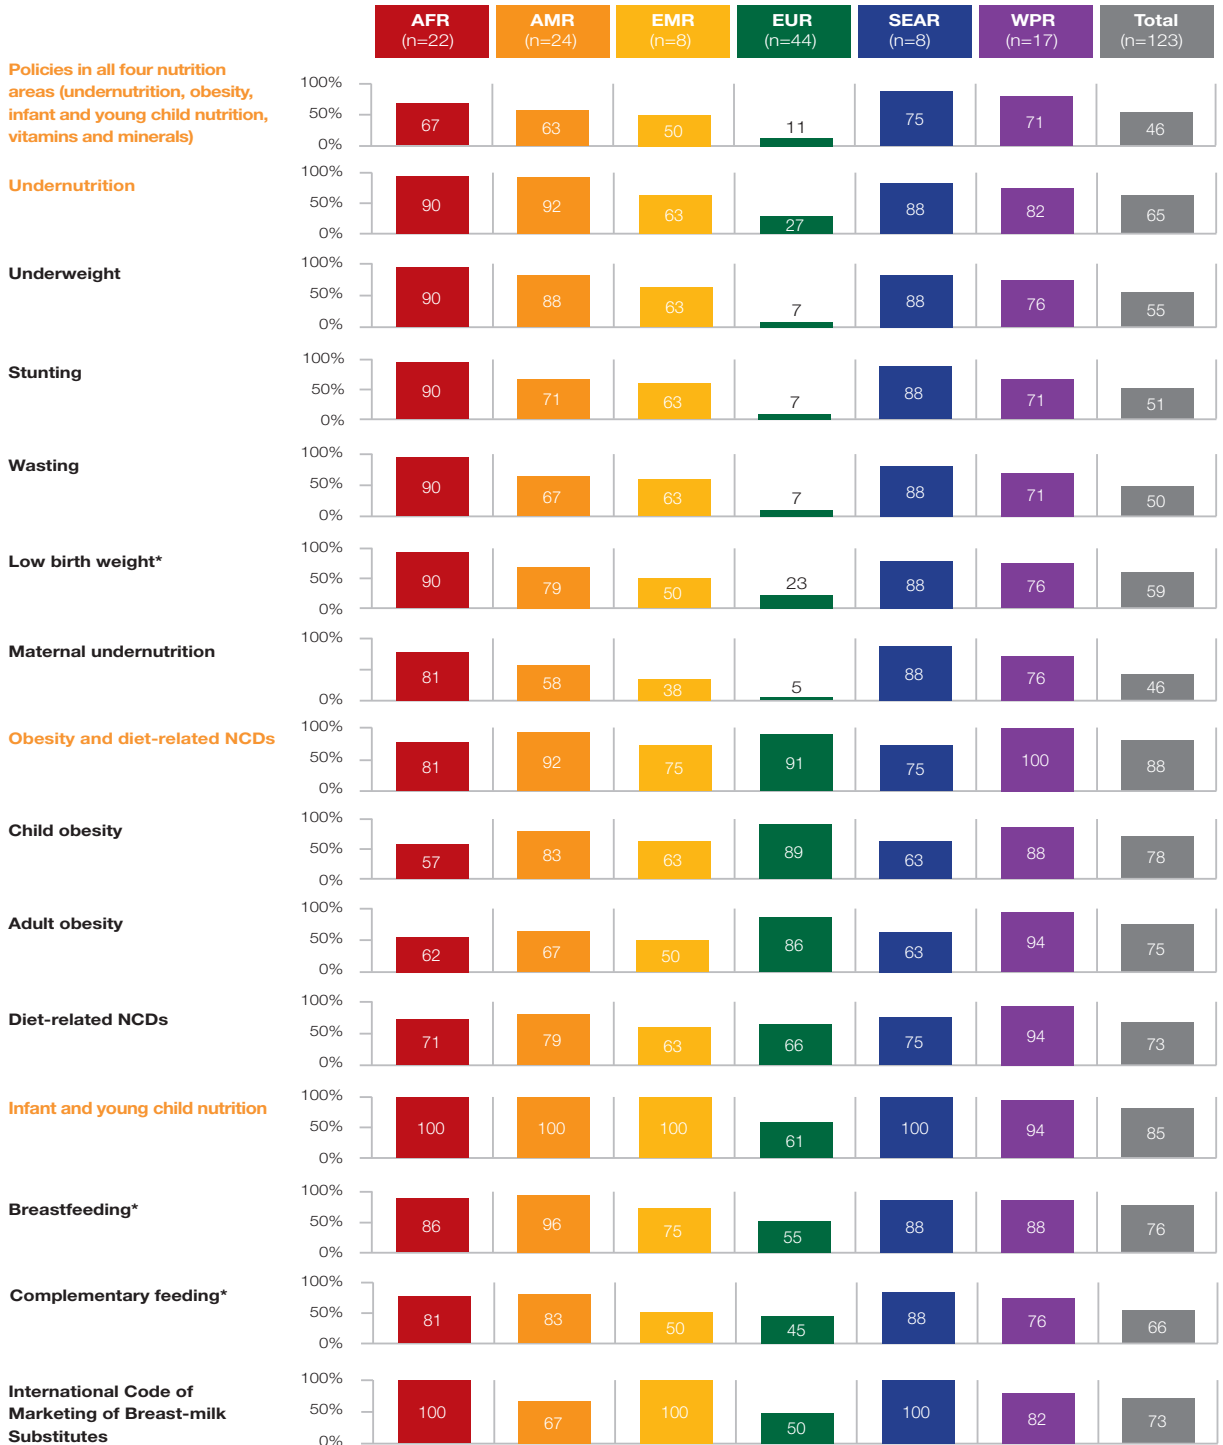 AFR AMR EMR EUR SEAR WPR Total
(n=22) (n=24) (n=8) (n=44) (n=8) (n=17) (n=123)
Policies in all four nutrition
areas (undernutrition, obesity,
infant and young child nutrition,
vitamins and minerals)
100%
50%
0%
67 63 50 11 75 71 46
Undernutrition
100%
50%
0%
90 92 63 27 88 82 65
Underweight
100%
50%
0%
90 88 63 7 88 76 55
Stunting
100%
50%
0%
90 71 63 7 88 71 51
Wasting
100%
50%
0%
90 67 63 7 88 71 50
Low birth weight*
100%
50%
0%
90 79 50 23 88 76 59
Maternal undernutrition
100%
0%
81 58 38 5 88 76 46
Obesity and diet-related NCDs
100%
50%
0%
81 92 75 91 75 100 88
Child obesity
100%
50%
0%
57 83 63 89 63 88 78
Adult obesity
100%
50%
0%
62 67 50 86 63 94 75
Diet-related NCDs
100%
50%
0%
71 79 63 66 75 94 73
Infant and young child nutrition
100%
50%
0%
100 100 100 61 100 94 85
Breastfeeding*
100%
50%
0%
86 96 75 55 88 88 76
Complementary feeding*
100%
50%
0%
81 83 50 45 88 76 66
International Code of
Marketing of Breast-milk
Substitutes
100%
50%
0%
100 67 100 50 100 82 73